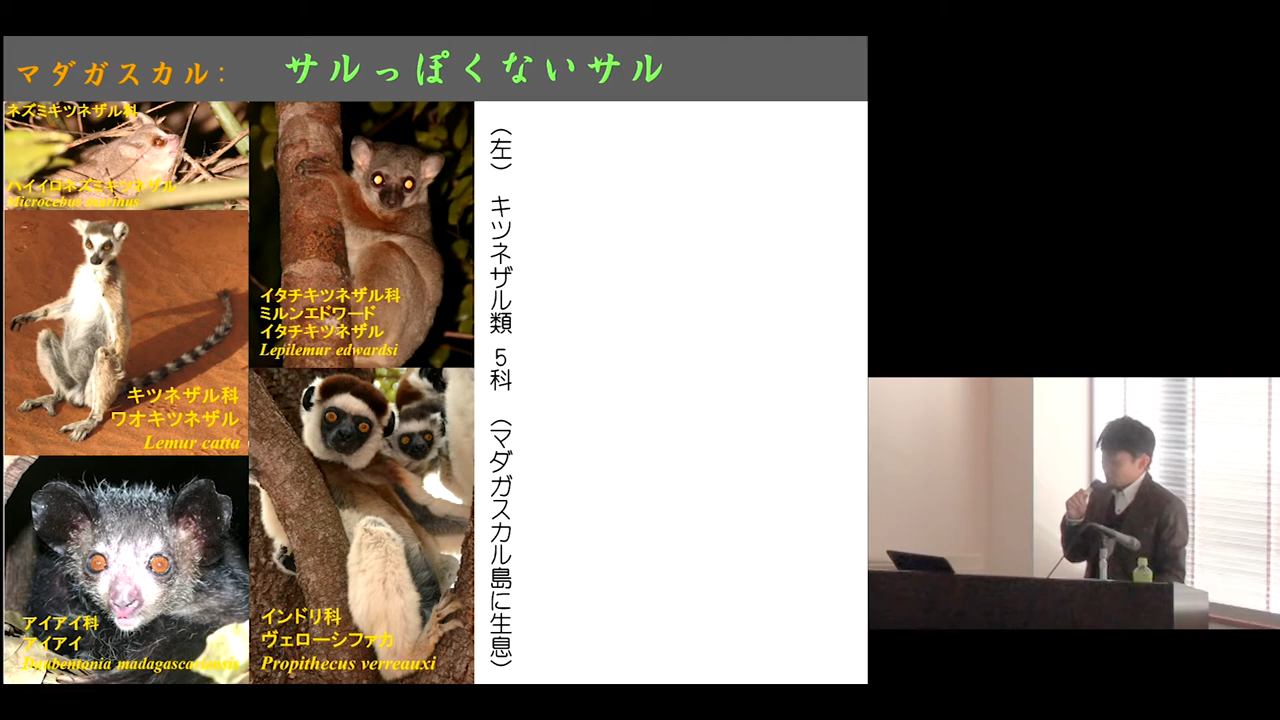 マダガスカル: サルっぽくないサル
ネズミキツネザル科
ハイイロネズミキツネザル
Microcebus murinus
キツネザル科
ワオキツネザル
Lemur catta
アイアイ科
アイアイ
Daubentonia madagascariensis
イタチキツネザル科
ミルンエドワード
イタチキツネザル
Lepilemur edwardsi
インドリ科
ヴェローシファカ
Propithecus verreauxi
（左） キツネザル類 5科 （マダガスカル島に生息）